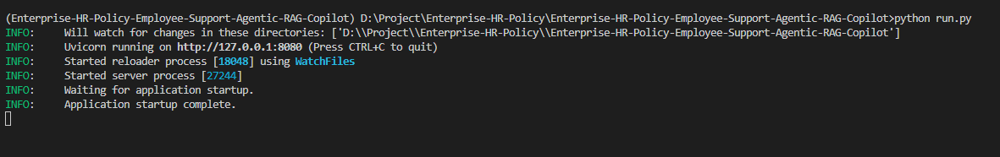 (Enterprise-HR-Policy-Employee-Support-Agentic-RAG-Copilot) D:\Project\Enterprise-HR-Policy\Enterprise-HR-Policy-Employee-Support-Agentic-RAG-Copilot>python run.py
INFO:     Will watch for changes in these directories: ['D:\\Project\\Enterprise-HR-Policy\\Enterprise-HR-Policy-Employee-Support-Agentic-RAG-Copilot']
INFO:     Uvicorn running on http://127.0.0.1:8080 (Press CTRL+C to quit)
INFO:     Started reloader process [18048] using WatchFiles
INFO:     Started server process [27244]
INFO:     Waiting for application startup.
INFO:     Application startup complete.